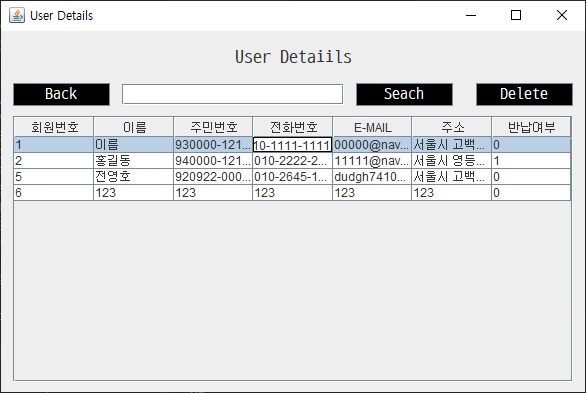 User Details
User Detaiils
Back Seach Delete
회원번호 이름 주민번호 전화번호 E-MAIL 주소 반납여부
1 이름 930000-121... 10-1111-1111 00000@nav... 서울시 고백... 0
2 홍길동 940000-121... 010-2222-2... 11111@nav... 서울시 영등... 1
5 전영호 920922-000... 010-2645-1... dudgh7410... 서울시 고백... 0
6 123 123 123 123 123 0